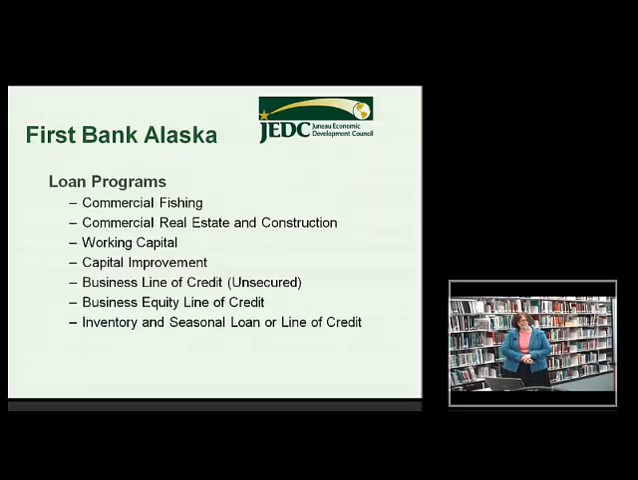 First Bank Alaska
JEDC Juneau Economic
Development Council
Loan Programs
– Commercial Fishing
– Commercial Real Estate and Construction
– Working Capital
– Capital Improvement
– Business Line of Credit (Unsecured)
– Business Equity Line of Credit
– Inventory and Seasonal Loan or Line of Credit